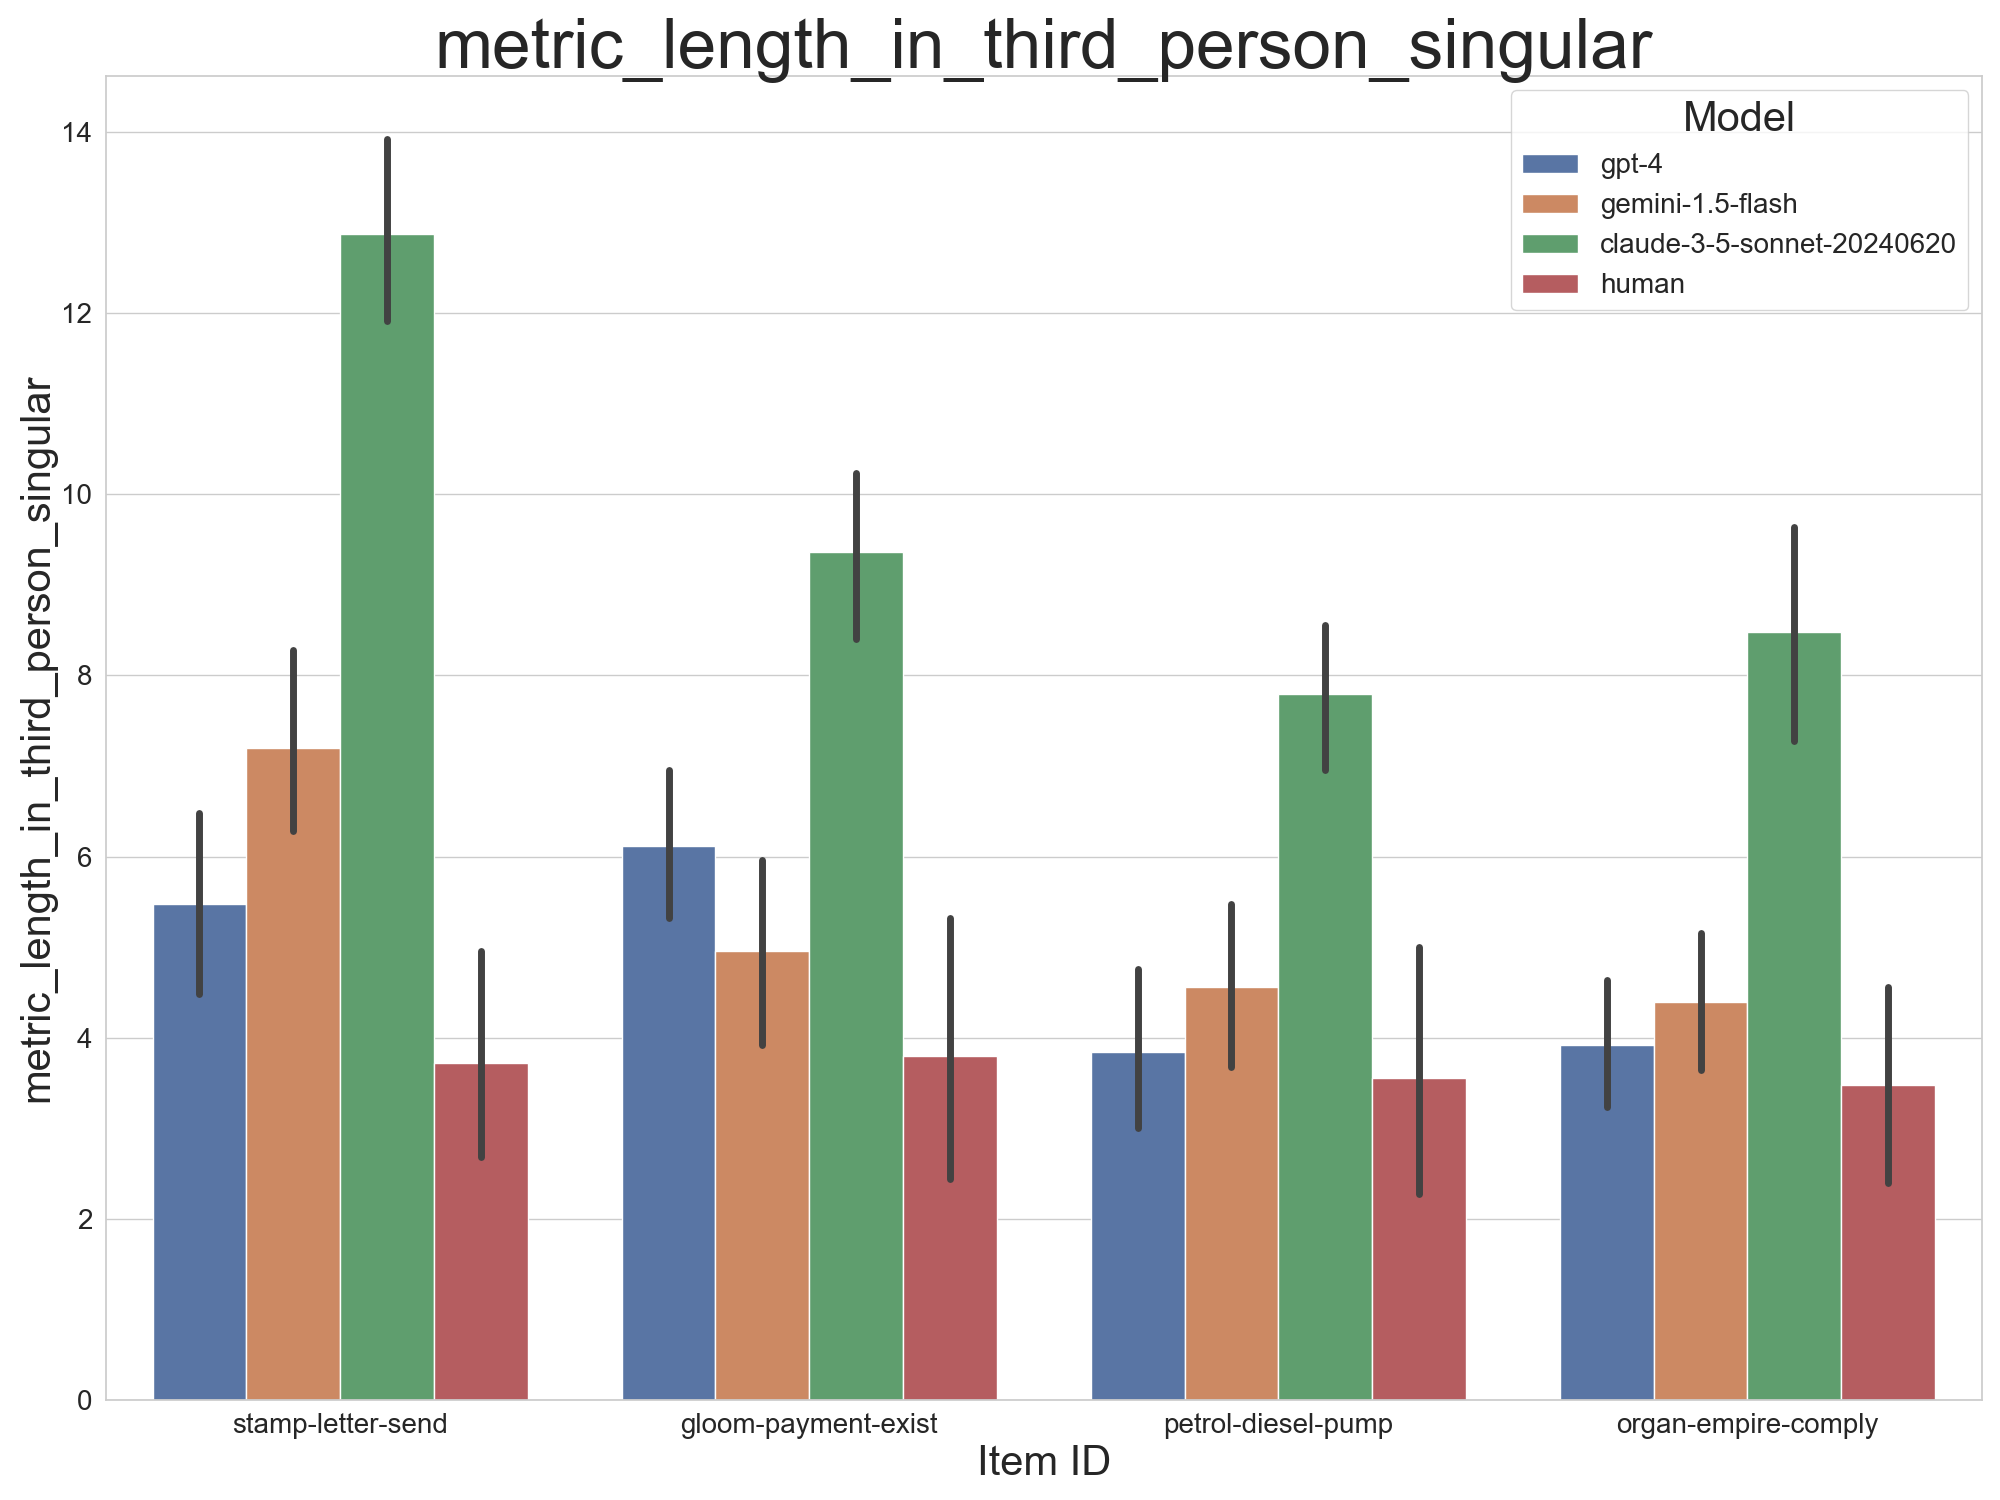 metric_length_in_third_person_singular
Model
gpt-4
gemini-1.5-flash
claude-3-5-sonnet-20240620
human
metric_length_in_third_person_singular
14
12
10
8
6
4
2
0
stamp-letter-send
gloom-payment-exist
petrol-diesel-pump
organ-empire-comply
Item ID